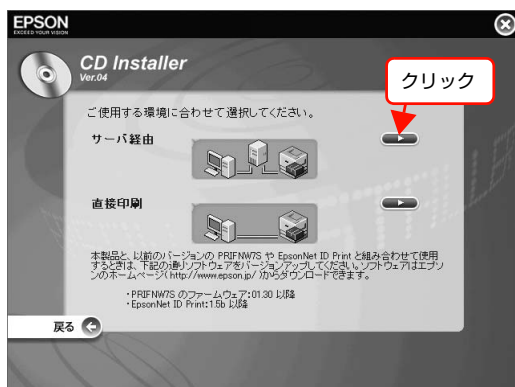 EPSON
EXCEED YOUR VISION
CD Installer
Ver.04
クリック
ご使用する環境に合わせて選択してください。
サーバ経由
直接印刷
本製品と、以前のバージョンの PRIFNW7S や EpsonNet ID Print と組み合わせて使用
するときは、下記の通りソフトウェアをバージョンアップしてください。ソフトウェアはエプソ
ンのホームページ(http://www.epson.jp/)からダウンロードできます。
・PRIFNW7S のファームウェア:01.30 以降
・EpsonNet ID Print:1.5b 以降
戻る